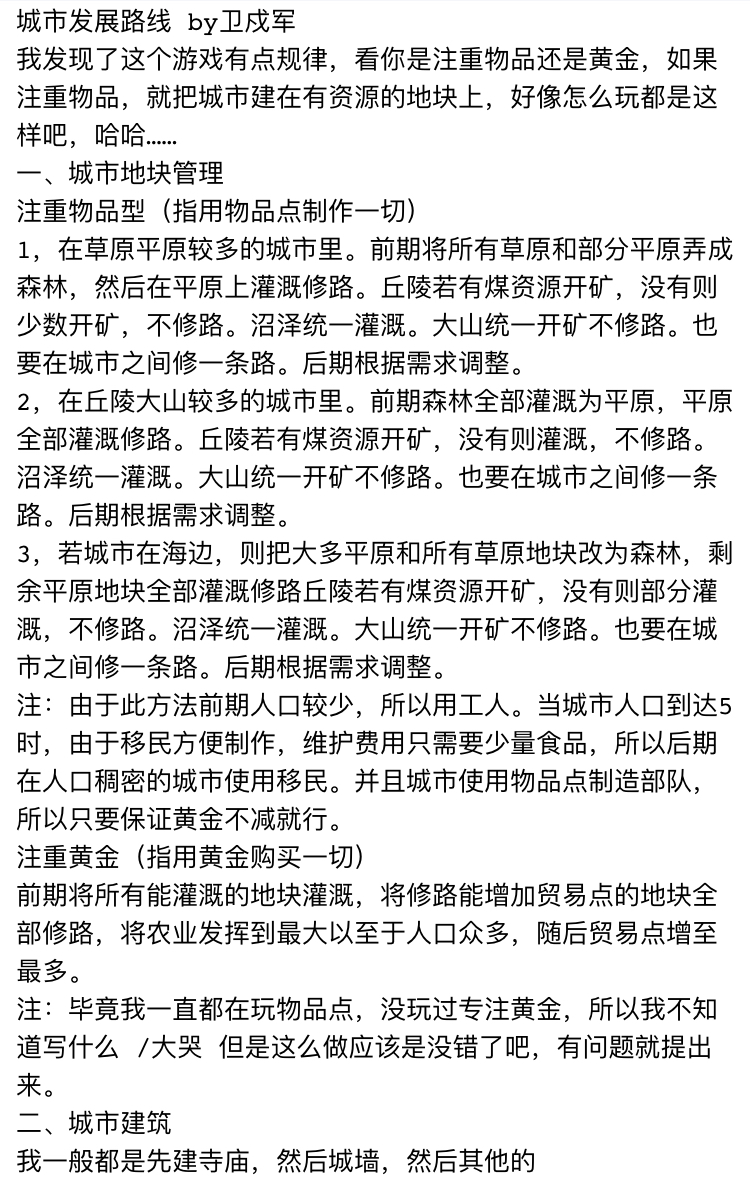 城市发展路线 by卫戍军
我发现了这个游戏有点规律，看你是注重物品还是黄金，如果
注重物品，就把城市建在有资源的地块上，好像怎么玩都是这
样吧，哈哈……
一、城市地块管理
注重物品型（指用物品点制作一切）
1，在草原平原较多的城市里。前期将所有草原和部分平原弄成
森林，然后在平原上灌溉修路。丘陵若有煤资源开矿，没有则
少数开矿，不修路。沼泽统一灌溉。大山统一开矿不修路。也
要在城市之间修一条路。后期根据需求调整。
2，在丘陵大山较多的城市里。前期森林全部灌溉为平原，平原
全部灌溉修路。丘陵若有煤资源开矿，没有则灌溉，不修路。
沼泽统一灌溉。大山统一开矿不修路。也要在城市之间修一条
路。后期根据需求调整。
3，若城市在海边，则把大多平原和所有草原地块改为森林，剩
余平原地块全部灌溉修路丘陵若有煤资源开矿，没有则部分灌
溉，不修路。沼泽统一灌溉。大山统一开矿不修路。也要在城
市之间修一条路。后期根据需求调整。
注：由于此方法前期人口较少，所以用工人。当城市人口到达5
时，由于移民方便制作，维护费用只需要少量食品，所以后期
在人口稠密的城市使用移民。并且城市使用物品点制造部队，
所以只要保证黄金不减就行。
注重黄金（指用黄金购买一切）
前期将所有能灌溉的地块灌溉，将修路能增加贸易点的地块全
部修路，将农业发挥到最大以至于人口众多，随后贸易点增至
最多。
注：毕竟我一直都在玩物品点，没玩过专注黄金，所以我不知
道写什么 /大哭 但是这么做应该是没错了吧，有问题就提出
来。
二、城市建筑
我一般都是先建寺庙，然后城墙，然后其他的